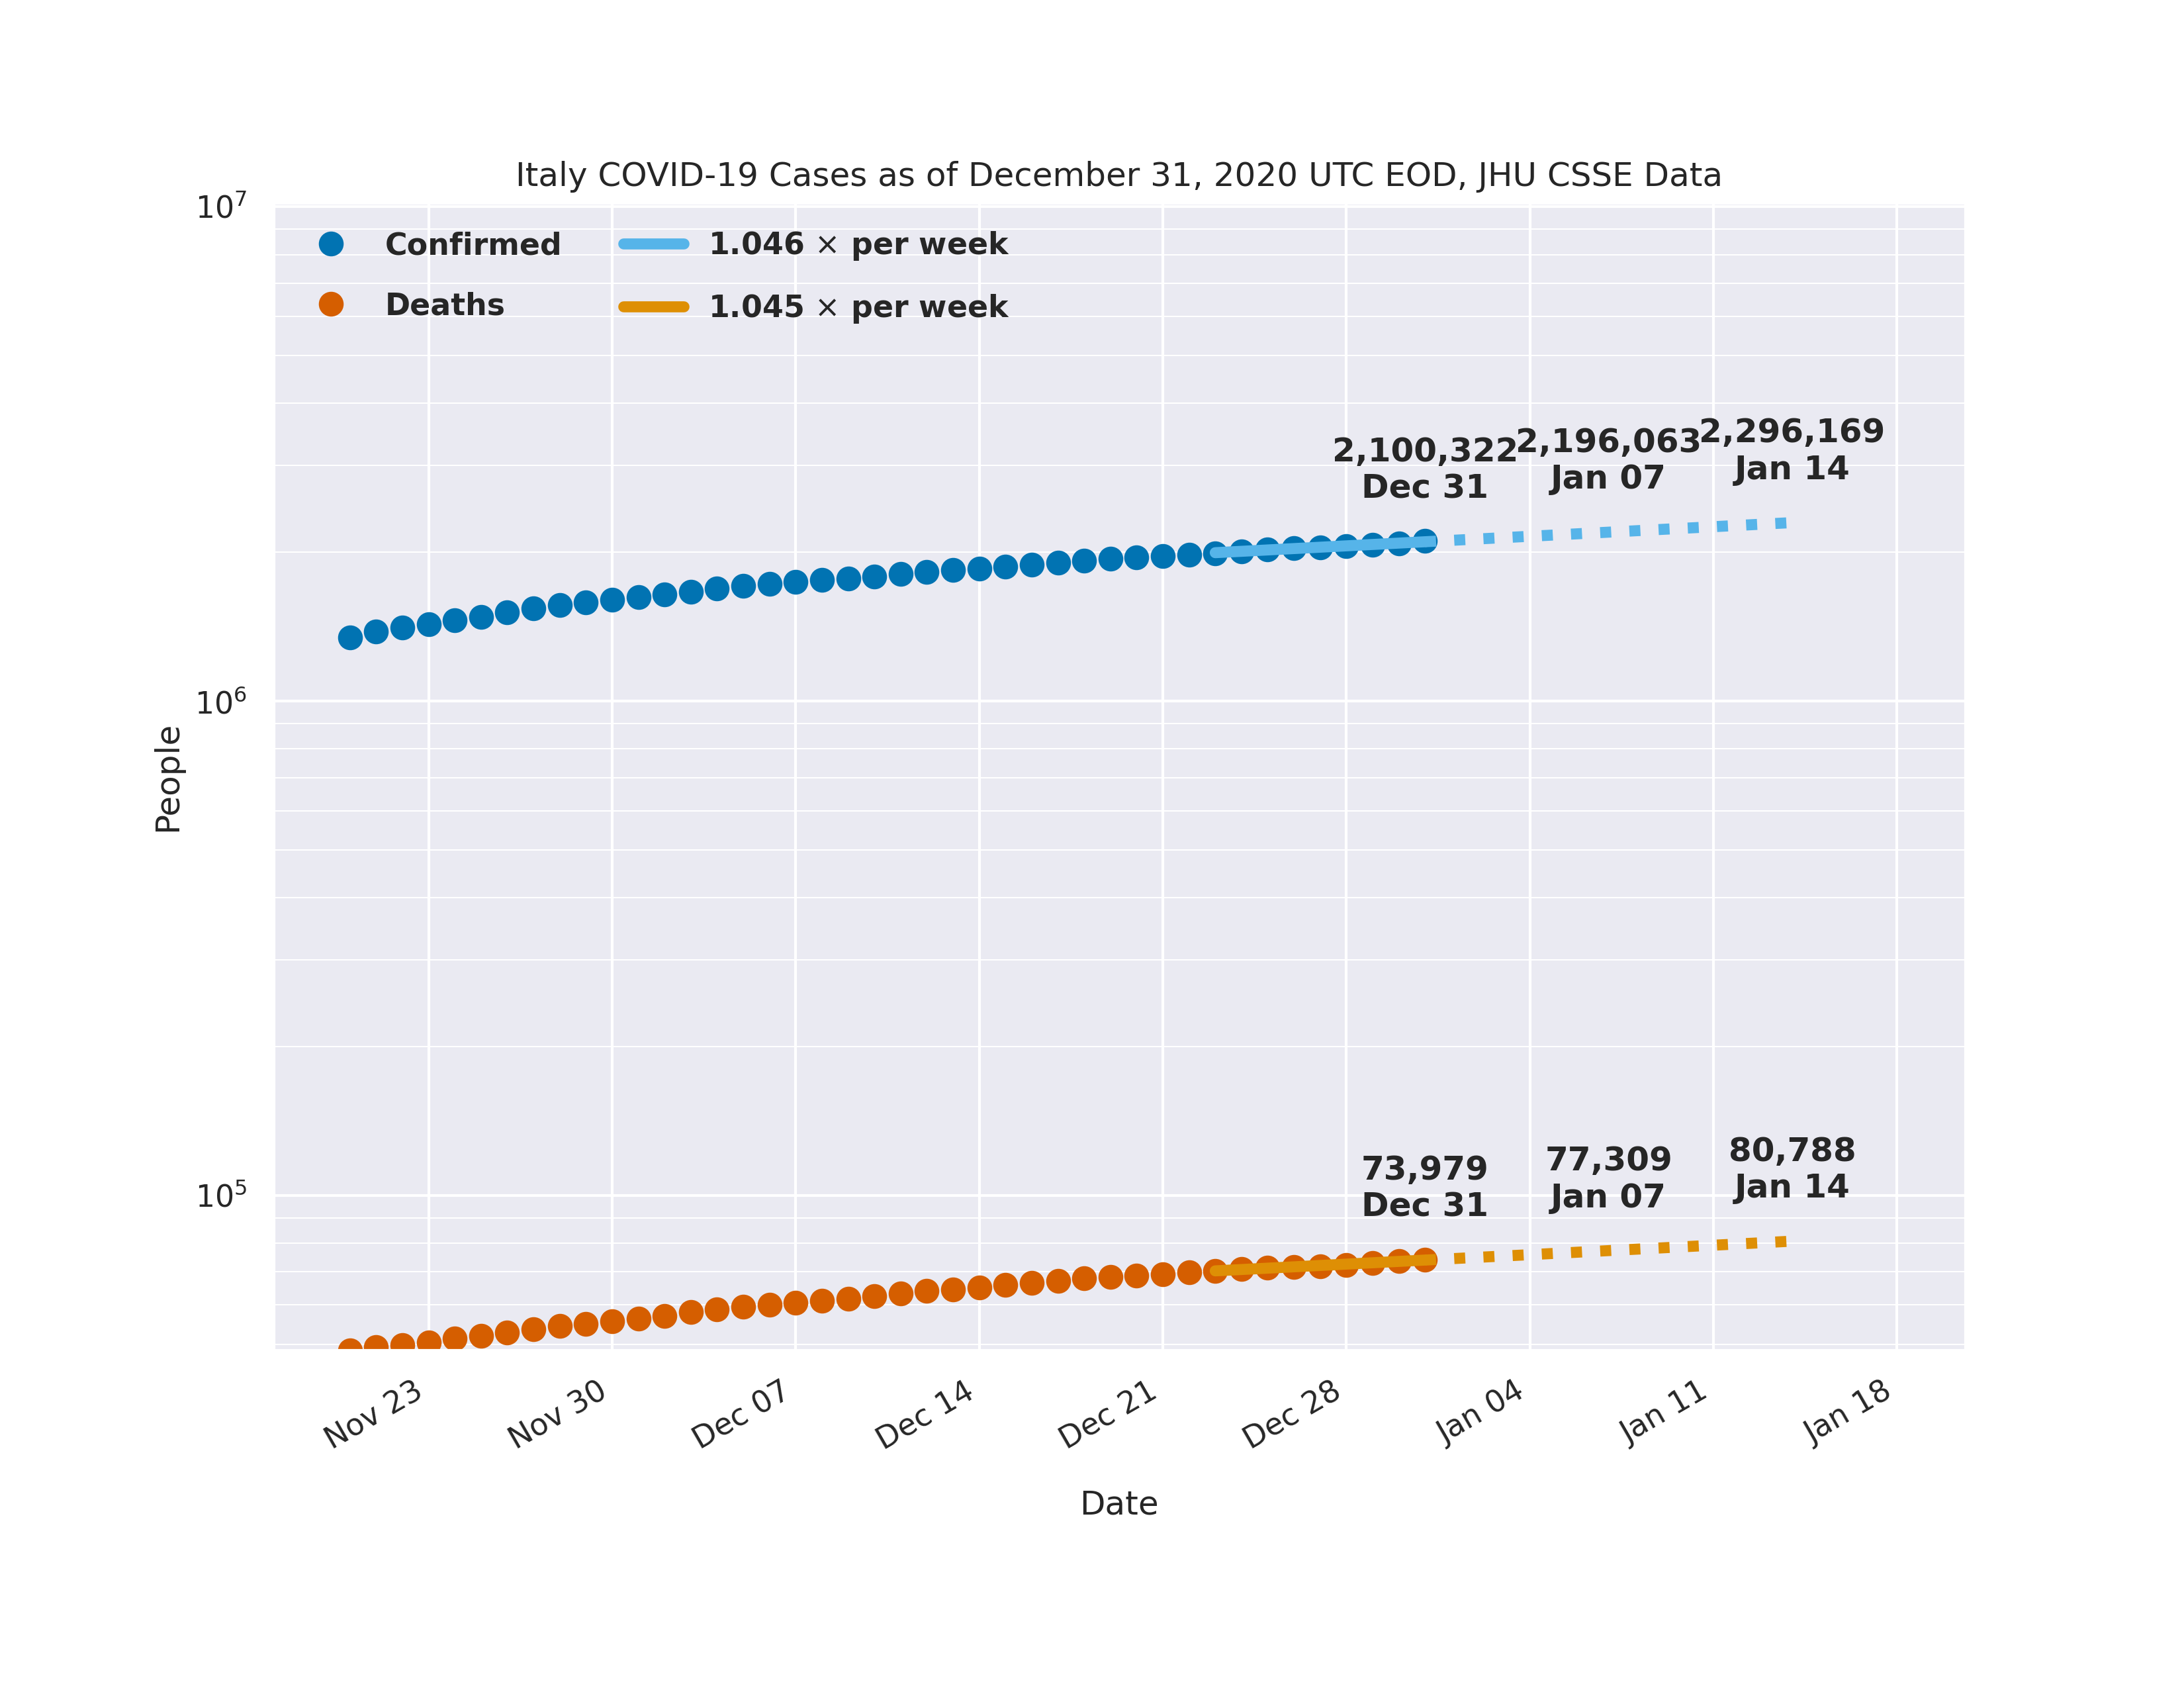 Italy COVID-19 Cases as of December 31, 2020 UTC EOD, JHU CSSE Data
10⁷
Confirmed
1.046 × per week
Deaths
1.045 × per week
2,100,322
Dec 31
2,196,063
Jan 07
2,296,169
Jan 14
10⁶
People
10⁵
73,979
Dec 31
77,309
Jan 07
80,788
Jan 14
Nov 23
Nov 30
Dec 07
Dec 14
Dec 21
Dec 28
Jan 04
Jan 11
Jan 18
Date